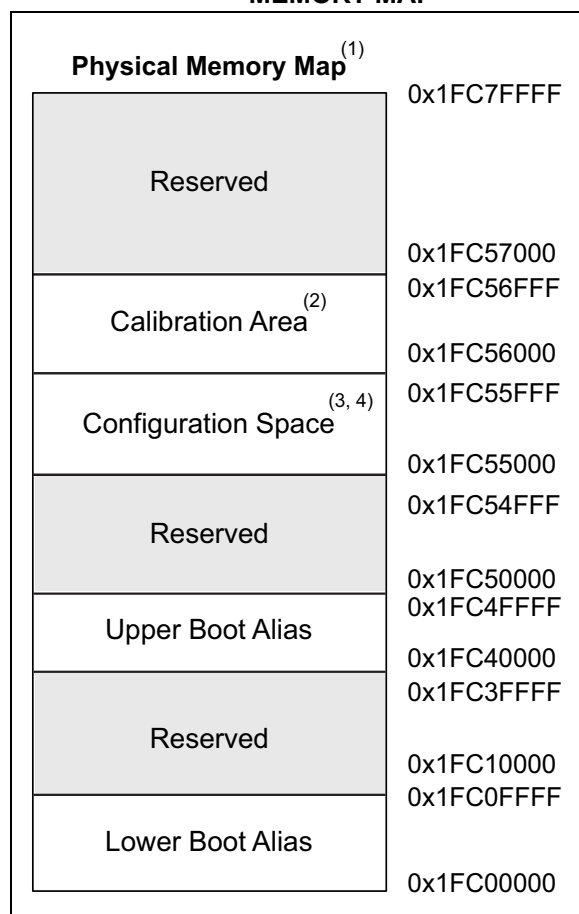 MEMORY MAP
Physical Memory Map(1)
0x1FC7FFFF
Reserved
0x1FC57000
0x1FC56FFF
Calibration Area(2)
0x1FC56000
0x1FC55FFF
Configuration Space(3, 4)
0x1FC55000
0x1FC54FFF
Reserved
0x1FC50000
0x1FC4FFFF
Upper Boot Alias
0x1FC40000
0x1FC3FFFF
Reserved
0x1FC10000
0x1FC0FFFF
Lower Boot Alias
0x1FC00000